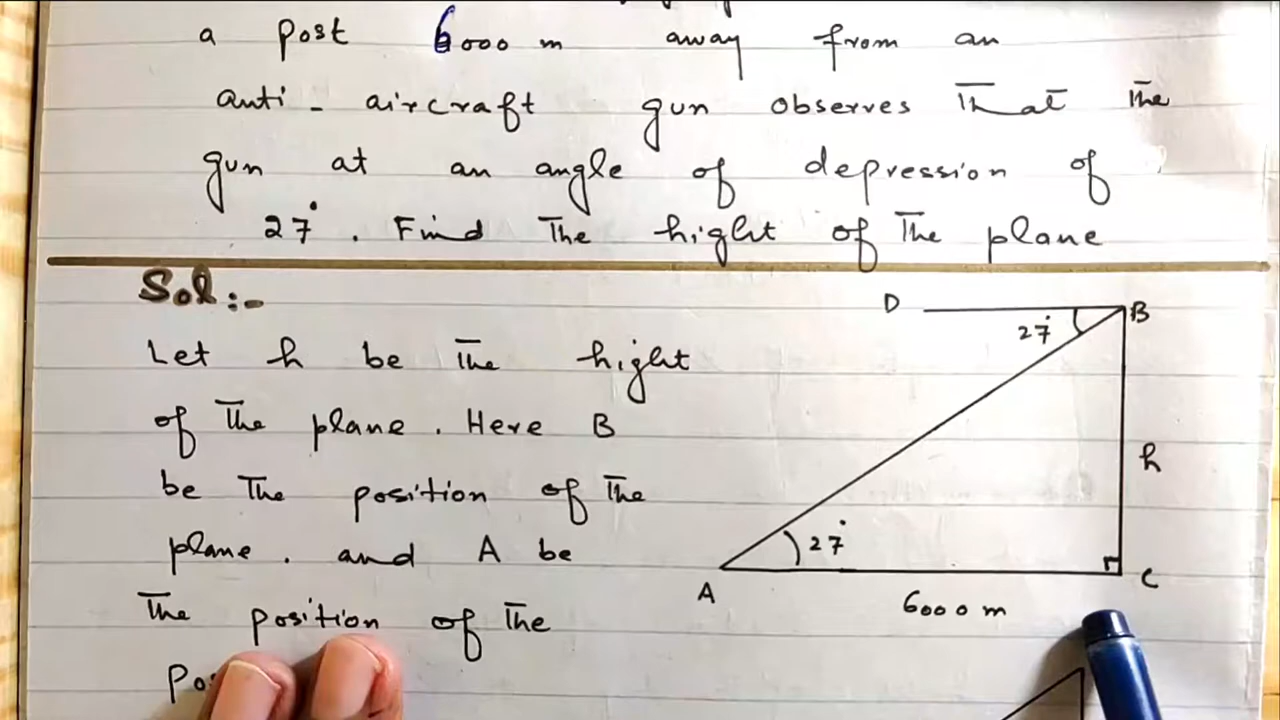 a post 6000 m away from an
anti - aircraft gun observes That the
gun at an angle of depression of
27° . Find The hight of The plane
Sol:-
Let h be The hight
of The plane . Here B
be The position of The
plane . and A be
The position of The
D
B
27°
h
27°
A
C
6000 m